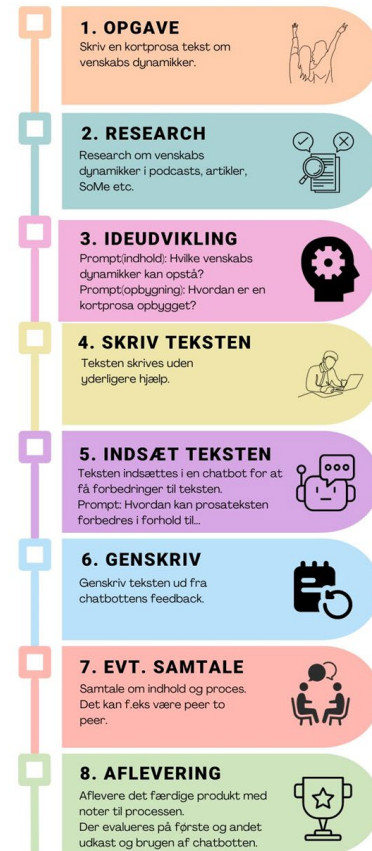 1. OPGAVE
Skriv en kortprosa tekst om
venskabs dynamikker.
2. RESEARCH
Research om venskabs
dynamikker i podcasts, artikler,
SoMe etc.
3. IDEUDVIKLING
Prompt(indhold): Hvilke venskabs
dynamikker kan opstå?
Prompt(opbygning): Hvordan er en
kortprosa opbygget?
4. SKRIV TEKSTEN
Teksten skrives uden
yderligere hjælp.
5. INDSÆT TEKSTEN
Teksten indsættes i en chatbot for at
få forbedringer til teksten.
Prompt: Hvordan kan prosateksten
forbedres i forhold til...
6. GENSKRIV
Genskriv teksten ud fra
chatbottens feedback.
7. EVT. SAMTALE
Samtale om indhold og proces.
Det kan f.eks være peer to
peer.
8. AFLEVERING
Aflevere det færdige produkt med
noter til processen.
Der evalueres på første og andet
udkast og brugen af chatbotten.